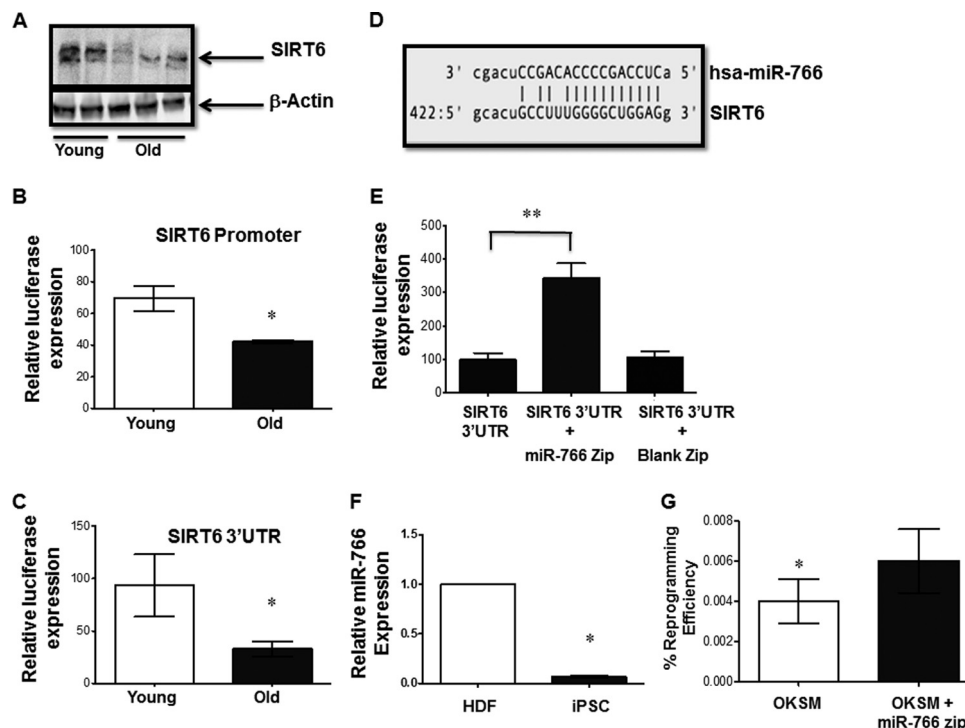 A
SIRT6
β-Actin
Young Old
B
SIRT6 Promoter
Relative luciferase expression
80
60
40
20
0
*
Young Old
C
SIRT6 3'UTR
Relative luciferase expression
150
100
50
0
*
Young Old
D
3' cgacuCCGACACCCCGACCUCa 5' hsa-miR-766
422:5' gcacuGCCUUUGGGGCUGGAGg 3' SIRT6
E
Relative luciferase expression
500
400
300
200
100
0
**
SIRT6 3'UTR
SIRT6 3'UTR + miR-766 Zip
SIRT6 3'UTR + Blank Zip
F
Relative miR-766 Expression
1.5
1.0
0.5
0.0
*
HDF iPSC
G
% Reprogramming Efficiency
0.008
0.006
0.004
0.002
0.000
*
OKSM
OKSM + miR-766 zip